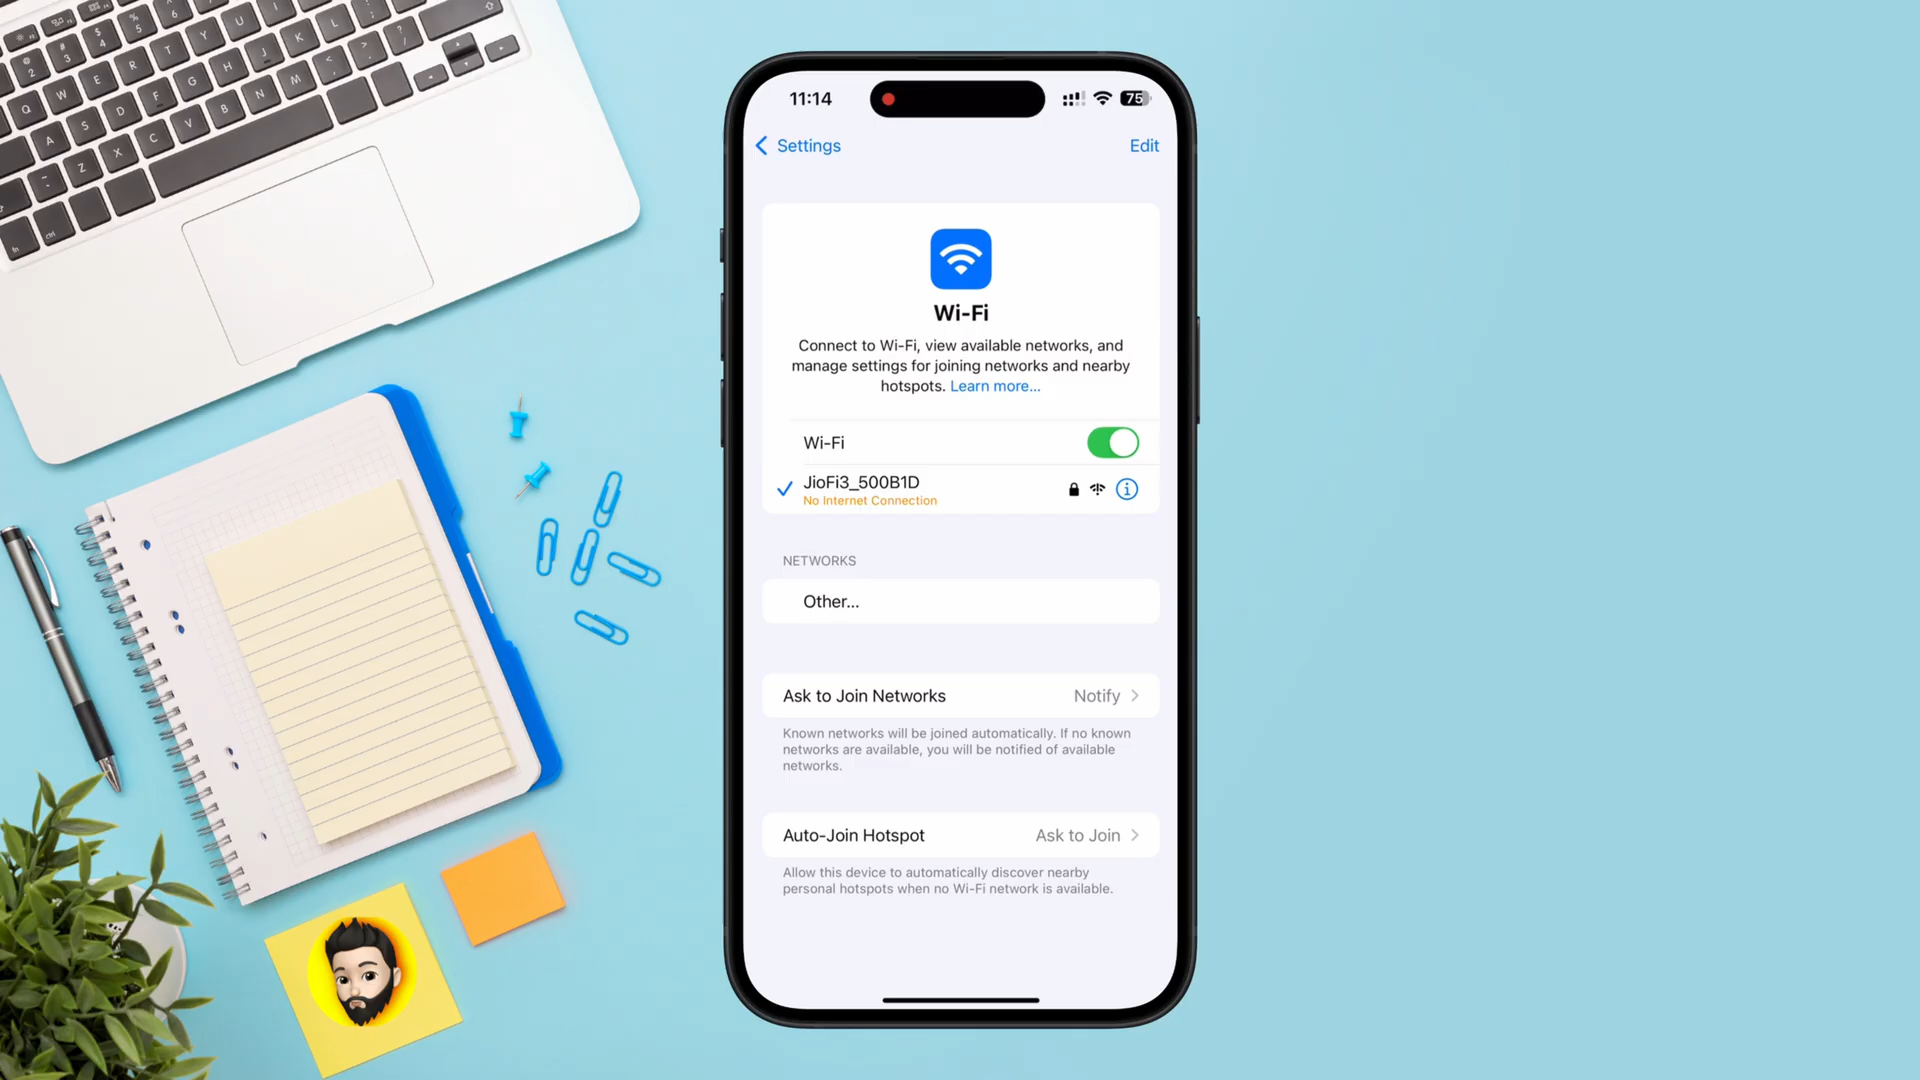 11:14
75
Settings
Edit
Wi-Fi
Connect to Wi-Fi, view available networks, and
manage settings for joining networks and nearby
hotspots. Learn more...
Wi-Fi
JioFi3_500B1D
No Internet Connection
NETWORKS
Other...
Ask to Join Networks
Notify
Known networks will be joined automatically. If no known
networks are available, you will be notified of available
networks.
Auto-Join Hotspot
Ask to Join
Allow this device to automatically discover nearby
personal hotspots when no Wi-Fi network is available.
Q W E R T Y U I
A S D F G H J K L
Z X C V B N M
fn ctrl